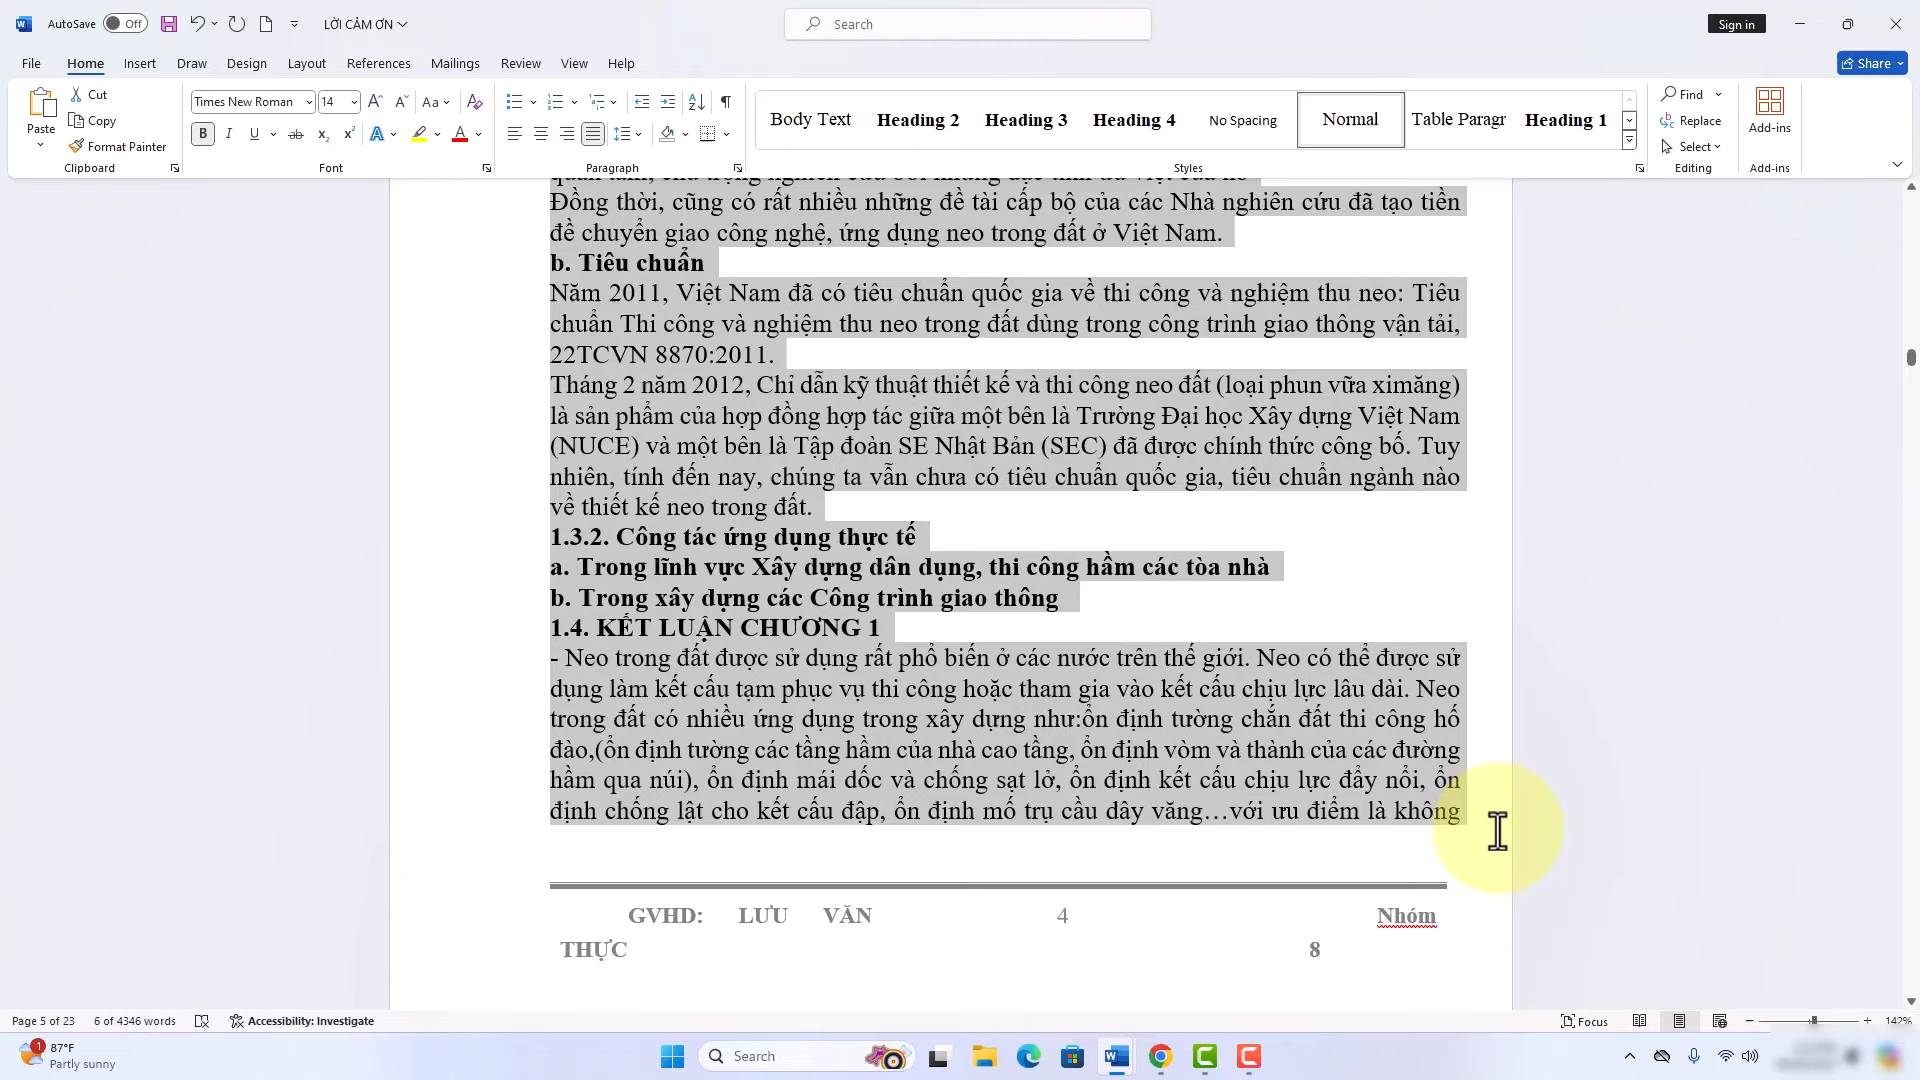 AutoSave Off LỜI CẢM ƠN Search Sign in
File Home Insert Draw Design Layout References Mailings Review View Help Share
Paste Cut Copy Format Painter Clipboard
Times New Roman 14 Font
Paragraph
Body Text Heading 2 Heading 3 Heading 4 No Spacing Normal Table Paragr Heading 1 Styles
Find Replace Select Editing
Add-ins Add-ins
Đồng thời, cũng có rất nhiều những đề tài cấp bộ của các Nhà nghiên cứu đã tạo tiền
đề chuyển giao công nghệ, ứng dụng neo trong đất ở Việt Nam.
b. Tiêu chuẩn
Năm 2011, Việt Nam đã có tiêu chuẩn quốc gia về thi công và nghiệm thu neo: Tiêu
chuẩn Thi công và nghiệm thu neo trong đất dùng trong công trình giao thông vận tải,
22TCVN 8870:2011.
Tháng 2 năm 2012, Chỉ dẫn kỹ thuật thiết kế và thi công neo đất (loại phun vữa ximăng)
là sản phẩm của hợp đồng hợp tác giữa một bên là Trường Đại học Xây dựng Việt Nam
(NUCE) và một bên là Tập đoàn SE Nhật Bản (SEC) đã được chính thức công bố. Tuy
nhiên, tính đến nay, chúng ta vẫn chưa có tiêu chuẩn quốc gia, tiêu chuẩn ngành nào
về thiết kế neo trong đất.
1.3.2. Công tác ứng dụng thực tế
a. Trong lĩnh vực Xây dựng dân dụng, thi công hầm các tòa nhà
b. Trong xây dựng các Công trình giao thông
1.4. KẾT LUẬN CHƯƠNG 1
- Neo trong đất được sử dụng rất phổ biến ở các nước trên thế giới. Neo có thể được sử
dụng làm kết cấu tạm phục vụ thi công hoặc tham gia vào kết cấu chịu lực lâu dài. Neo
trong đất có nhiều ứng dụng trong xây dựng như:ổn định tường chắn đất thi công hố
đào,(ổn định tường các tầng hầm của nhà cao tầng, ổn định vòm và thành của các đường
hầm qua núi), ổn định mái dốc và chống sạt lở, ổn định kết cấu chịu lực đẩy nổi, ổn
định chống lật cho kết cấu đập, ổn định mố trụ cầu dây văng…với ưu điểm là không
GVHD: LƯU VĂN 4 Nhóm
THỰC 8
Page 5 of 23 6 of 4346 words Accessibility: Investigate Focus 142%
1 87°F
Partly sunny
Search